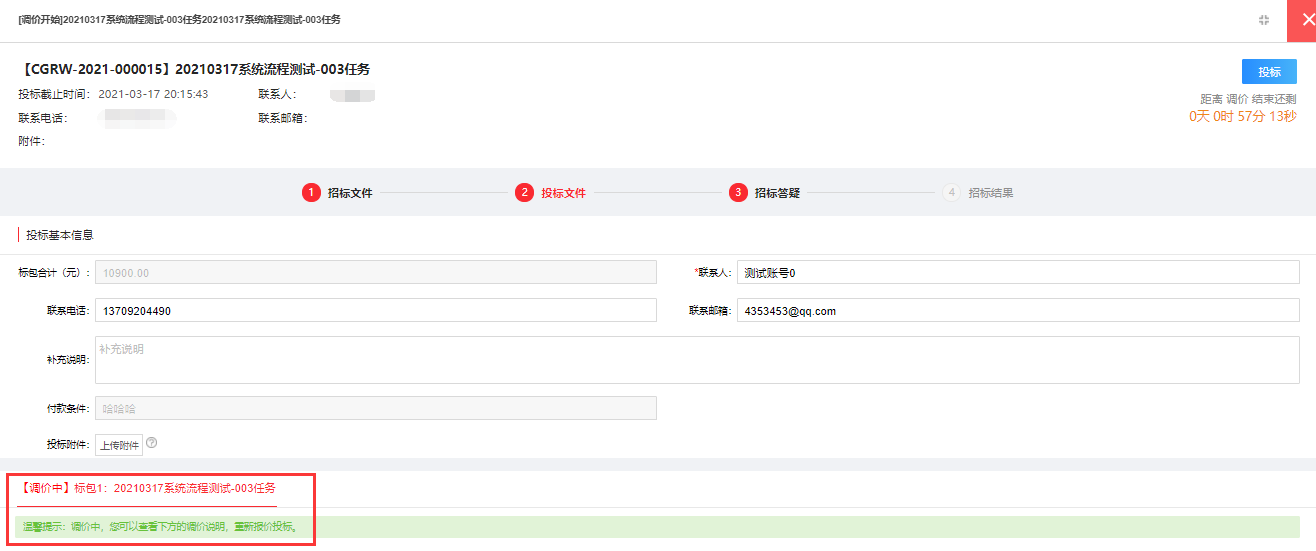 [调价开始]20210317系统流程测试-003任务20210317系统流程测试-003任务
【CGRW-2021-000015】20210317系统流程测试-003任务
投标
投标截止时间： 2021-03-17 20:15:43 联系人：
距离 调价 结束还剩
联系电话： 联系邮箱：
0天 0时 57分 13秒
附件：
1 招标文件 2 投标文件 3 招标答疑 4 招标结果
投标基本信息
标包合计（元）： 10900.00 *联系人： 测试账号0
联系电话： 13709204490 联系邮箱： 4353453@qq.com
补充说明： 补充说明
付款条件： 哈哈哈
投标附件： 上传附件 ?
【调价中】标包1：20210317系统流程测试-003任务
温馨提示：调价中，您可以查看下方的调价说明，重新报价投标。